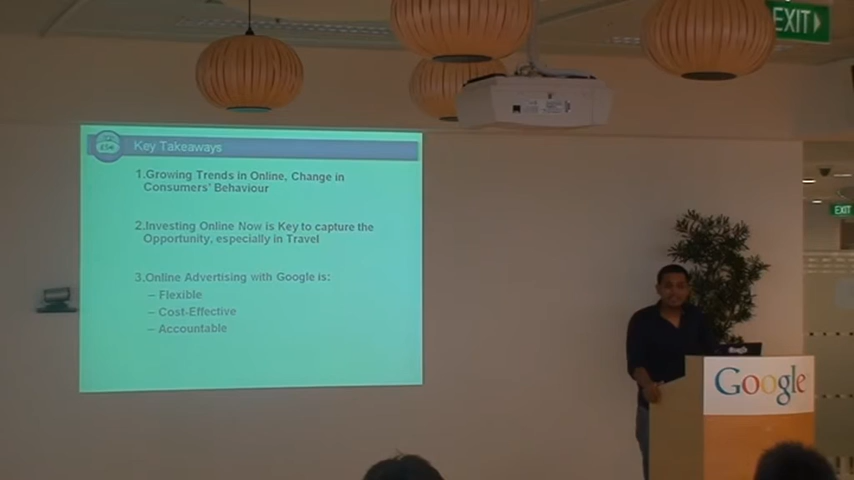 EXIT
Key Takeaways
1.Growing Trends in Online, Change in
Consumers' Behaviour
2.Investing Online Now is Key to capture the
Opportunity, especially in Travel
3.Online Advertising with Google is:
– Flexible
– Cost-Effective
– Accountable
EXIT
Google